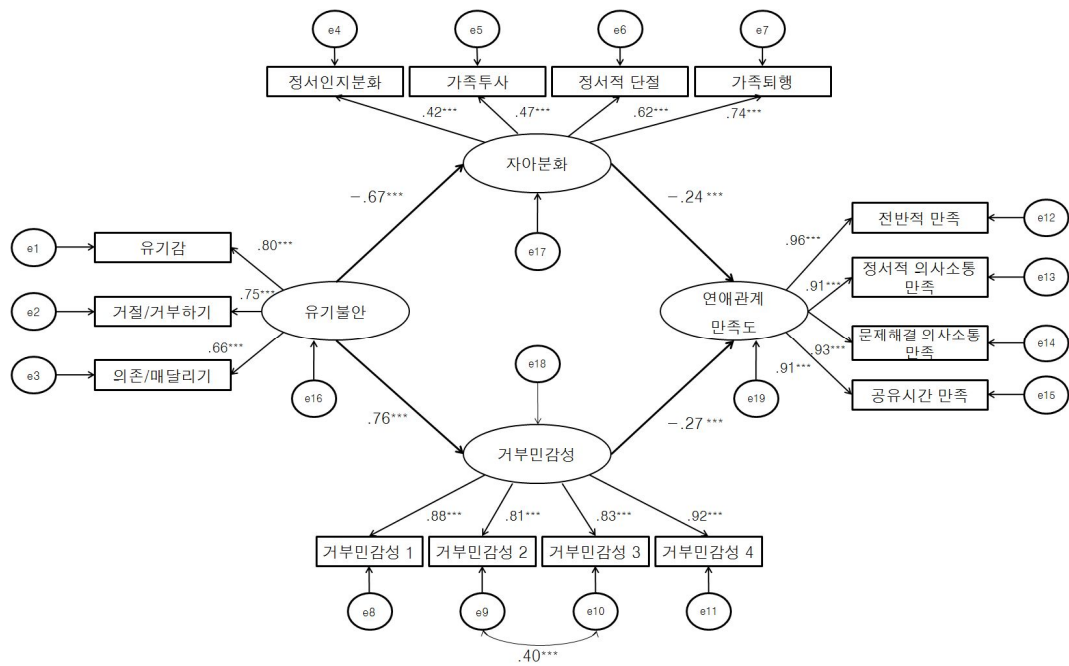 e4
e5
e6
e7
정서인지분화
가족투사
정서적 단절
가족퇴행
.42***
.47***
.62***
.74***
자아분화
−.67***
−.24***
e17
e1
유기감
.80***
e2
거절/거부하기
.75***
e3
의존/매달리기
.66***
유기불안
e16
연애관계
만족도
e19
.96***
전반적 만족
e12
.91***
정서적 의사소통
만족
e13
.93***
문제해결 의사소통
만족
e14
.91***
공유시간 만족
e15
e18
.76***
−.27***
거부민감성
.88***
.81***
.83***
.92***
거부민감성 1
거부민감성 2
거부민감성 3
거부민감성 4
e8
e9
e10
e11
.40***